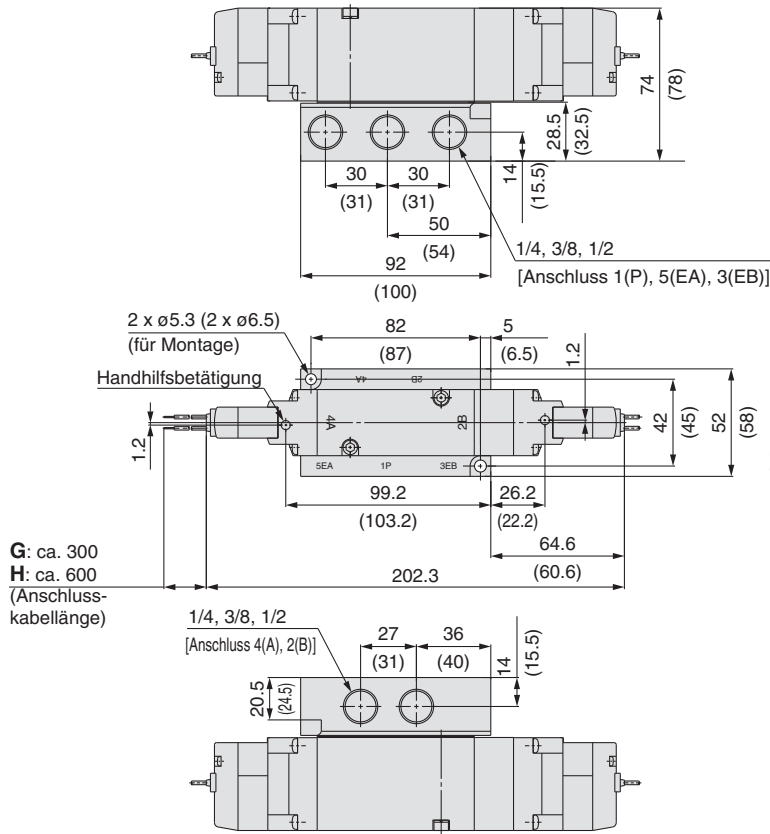 74
(78)
28.5
(32.5)
14
(15.5)
30
(31)
30
(31)
50
(54)
92
(100)
1/4, 3/8, 1/2
[Anschluss 1(P), 5(EA), 3(EB)]
2 x ø5.3 (2 x ø6.5)
(für Montage)
82
(87)
5
(6.5)
1.2
Handhilfsbetätigung
4A
2B
4A
2B
42
(45)
52
(58)
1.2
5EA
1P
3EB
99.2
(103.2)
26.2
(22.2)
64.6
(60.6)
G: ca. 300
H: ca. 600
(Anschluss-
kabellänge)
202.3
1/4, 3/8, 1/2
[Anschluss 4(A), 2(B)]
27
(31)
36
(40)
14
(15.5)
20.5
(24.5)